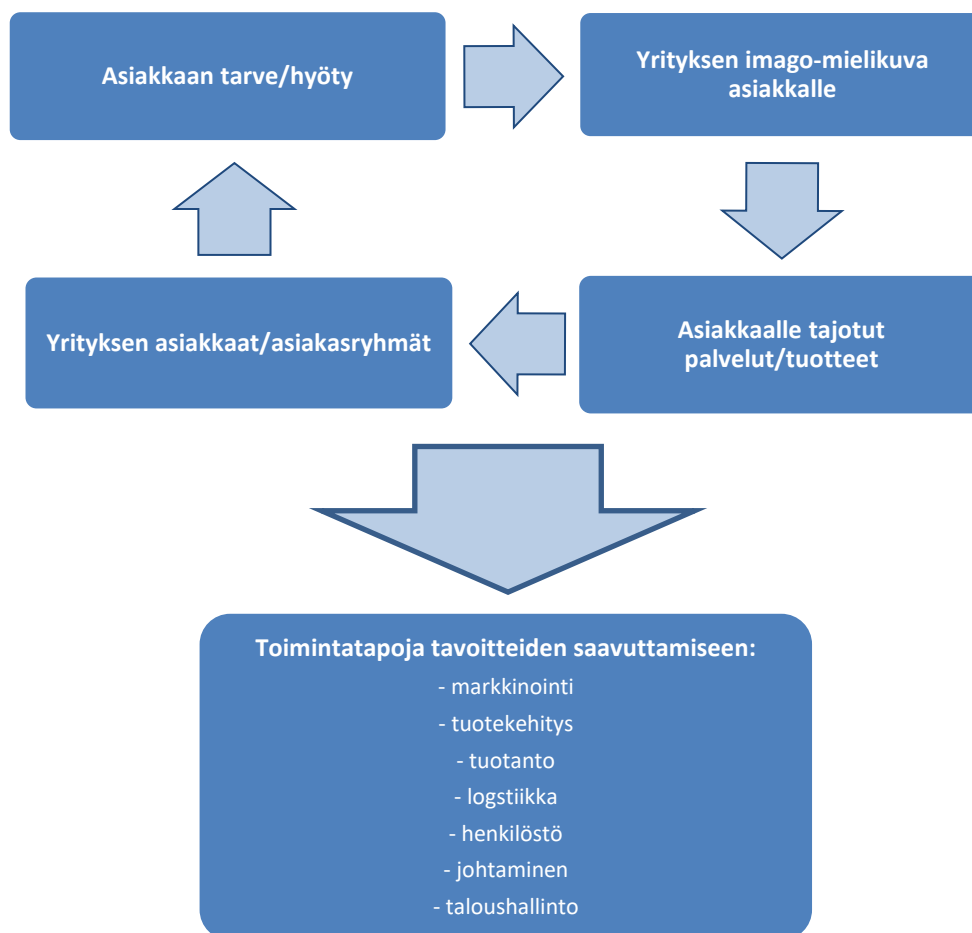 Asiakkaan tarve/hyöty
Yrityksen imago-mielikuva
asiakkalle
Yrityksen asiakkaat/asiakasryhmät
Asiakkaalle tajotut
palvelut/tuotteet
Toimintatapoja tavoitteiden saavuttamiseen:
- markkinointi
- tuotekehitys
- tuotanto
- logstiikka
- henkilöstö
- johtaminen
- taloushallinto